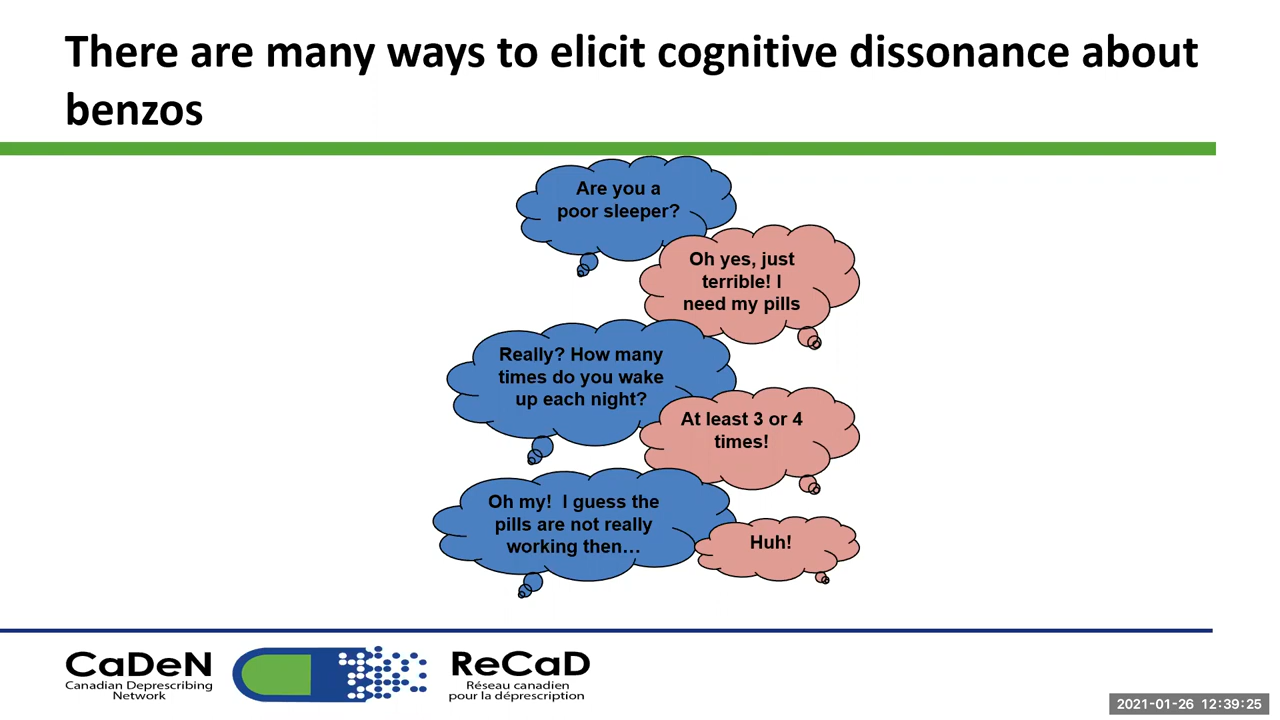 There are many ways to elicit cognitive dissonance about
benzos
Are you a
poor sleeper?
Oh yes, just
terrible! I
need my pills
Really? How many
times do you wake
up each night?
At least 3 or 4
times!
Oh my!  I guess the
pills are not really
working then…
Huh!
CaDeN
Canadian Deprescribing
Network
ReCaD
Réseau canadien
pour la déprescription
2021-01-26  12:39:25